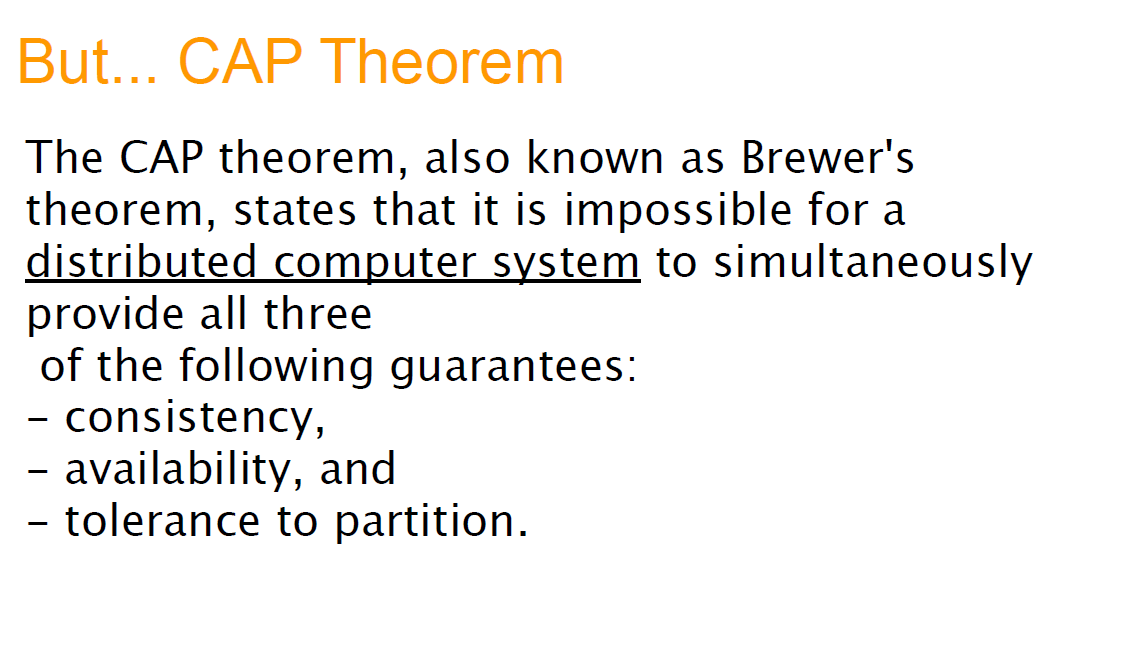 But... CAP Theorem
The CAP theorem, also known as Brewer's
theorem, states that it is impossible for a
distributed computer system to simultaneously
provide all three
of the following guarantees:
– consistency,
– availability, and
– tolerance to partition.